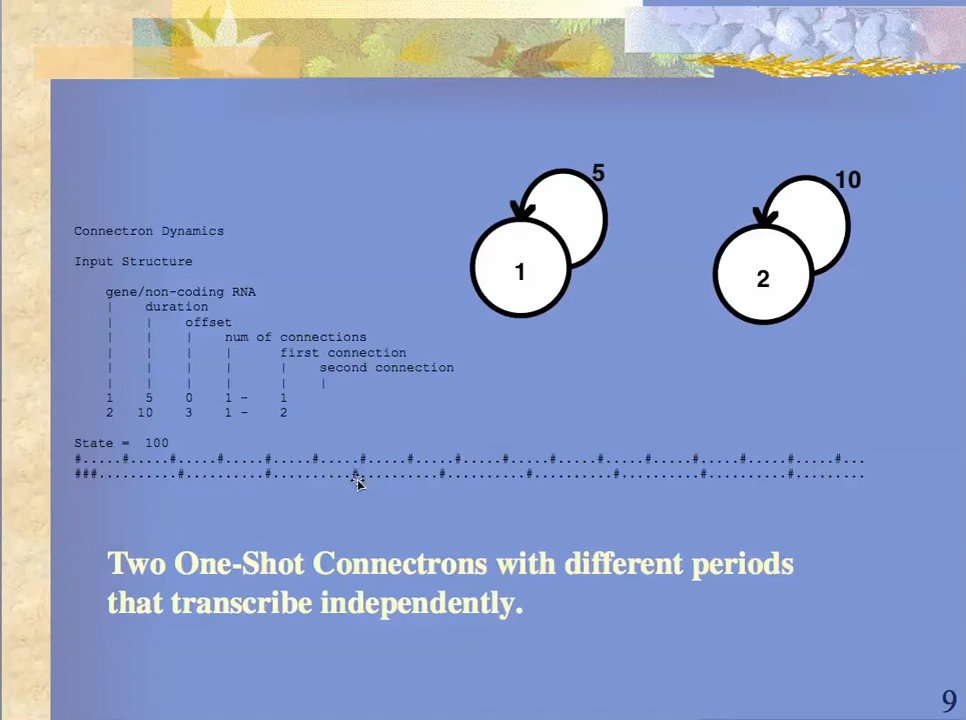 5
10
1
2
Connectron Dynamics
Input Structure
gene/non-coding RNA
| duration
| | offset
| | | num of connections
| | | | first connection
| | | | | second connection
| | | | | |
1 5 0 1 - 1
2 10 3 1 - 2
State = 100
#.....#.....#.....#.....#.....#.....#.....#.....#.....#.....#.....#.....#.....#.....#.....#.....#...
###..........#..........#..........#..........#..........#..........#..........#..........#.........
Two One-Shot Connectrons with different periods
that transcribe independently.
9